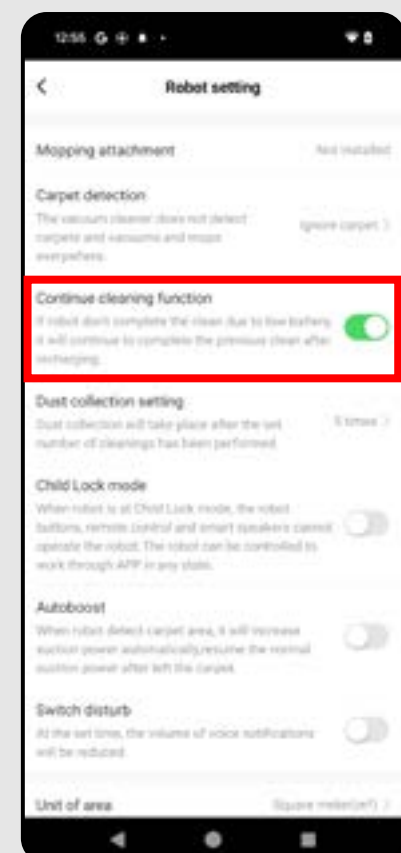 12:55 G
Robot setting
Mopping attachment Not installed
Carpet detection
The vacuum cleaner does not detect
carpets and vacuums and mops
everywhere.
Ignore carpet >
Continue cleaning function
If robot don't complete the clean due to low battery,
it will continue to complete the previous clean after
recharging.
Dust collection setting
Dust collection will take place after the set
number of cleanings has been performed
5 times >
Child Lock mode
When robot is at Child Lock mode, the robot
buttons, remote control and smart speakers cannot
operate the robot. The robot can be controlled to
work through APP in any state.
Autoboost
When robot detect carpet area, it will increase
suction power automatically,resume the normal
suction power after left the carpet.
Switch disturb
At the set time, the volume of voice notifications
will be reduced.
Unit of area Square meter(m²) >